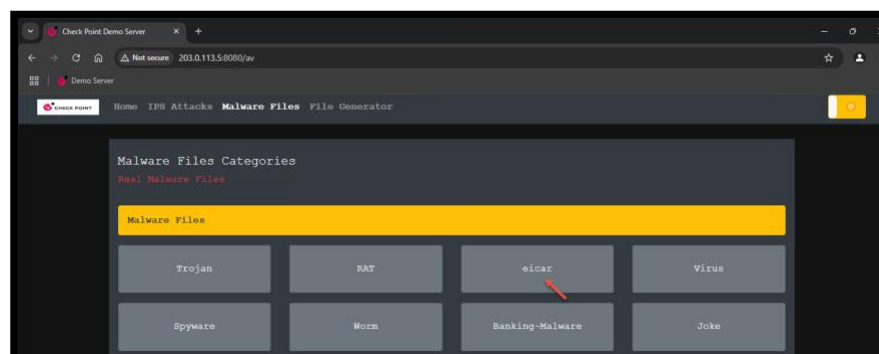 Check Point Demo Server
Not secure 203.0.113.5:8080/av
Demo Server
CHECK POINT Home IPS Attacks Malware Files File Generator
Malware Files Categories
Real Malware Files
Malware Files
Trojan RAT eicar Virus
Spyware Worm Banking-Malware Joke